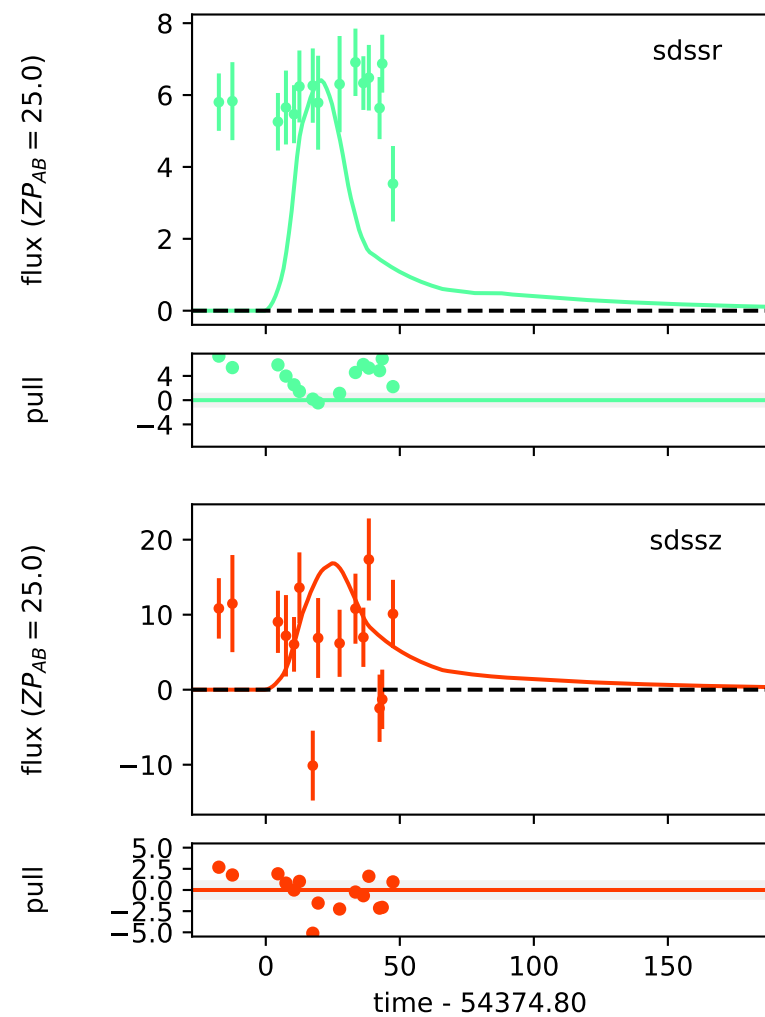 8
6
4
2
0
flux (ZP_AB = 25.0)
sdssr
4
0
−4
pull
20
10
0
−10
flux (ZP_AB = 25.0)
sdssz
5.0
2.5
0.0
−2.5
−5.0
pull
0 50 100 150
time - 54374.80